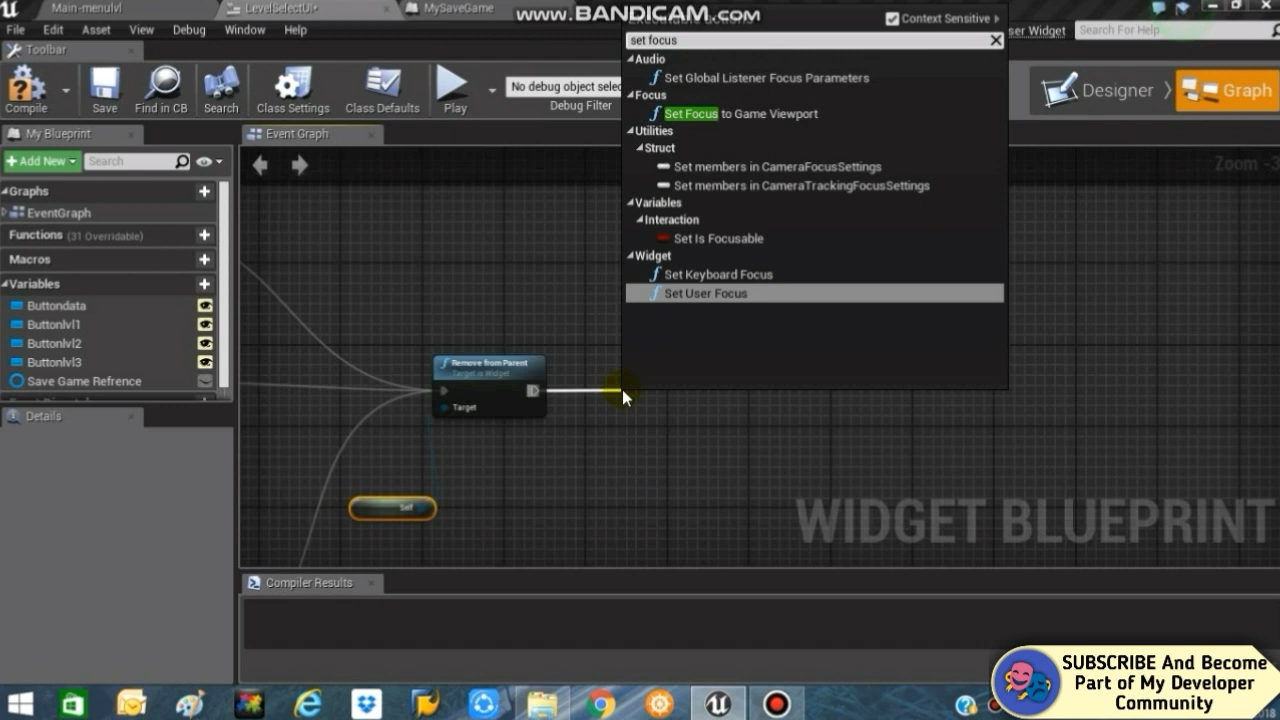 Main-menulvl
LevelSelectUI*
MySaveGame
www.BANDICAM.com
Context Sensitive
File
Edit
Asset
View
Debug
Window
Help
ser Widget
Search For Help
set focus
Toolbar
Compile
Save
Find in CB
Search
Class Settings
Class Defaults
Play
No debug object selec
Debug Filter
Designer
Graph
Audio
Set Global Listener Focus Parameters
Focus
Set Focus to Game Viewport
Utilities
Struct
Set members in CameraFocusSettings
Set members in CameraTrackingFocusSettings
Variables
Interaction
Set Is Focusable
Widget
Set Keyboard Focus
Set User Focus
My Blueprint
Add New
Search
Graphs
EventGraph
Functions (31 Overridable)
Macros
Variables
Buttondata
Buttonlvl1
Buttonlvl2
Buttonlvl3
Save Game Refrence
Details
Event Graph
Zoom -3
Remove from Parent
Target is Widget
Target
Self
WIDGET BLUEPRINT
Compiler Results
SUBSCRIBE And Become
Part of My Developer
Community